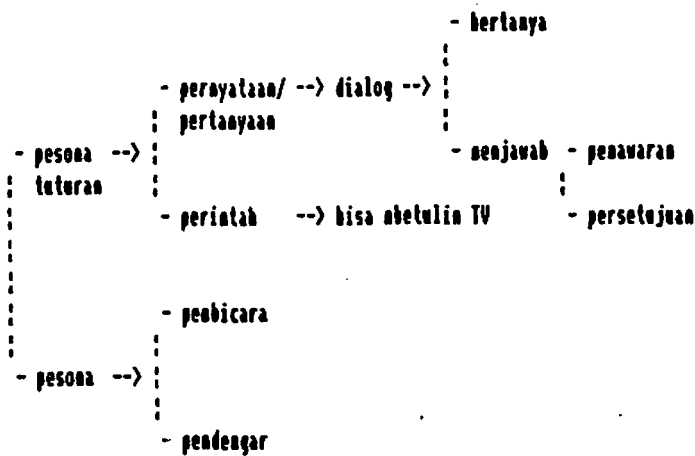 - bertanya
- pernyataan/ --> dialog -->
pertanyaan
- pesona -->
tuturan
- menjawab - penawaran
- perintah --> bisa mbetulin TV
- persetujuan
- pembicara
- pesona -->
- pendengar